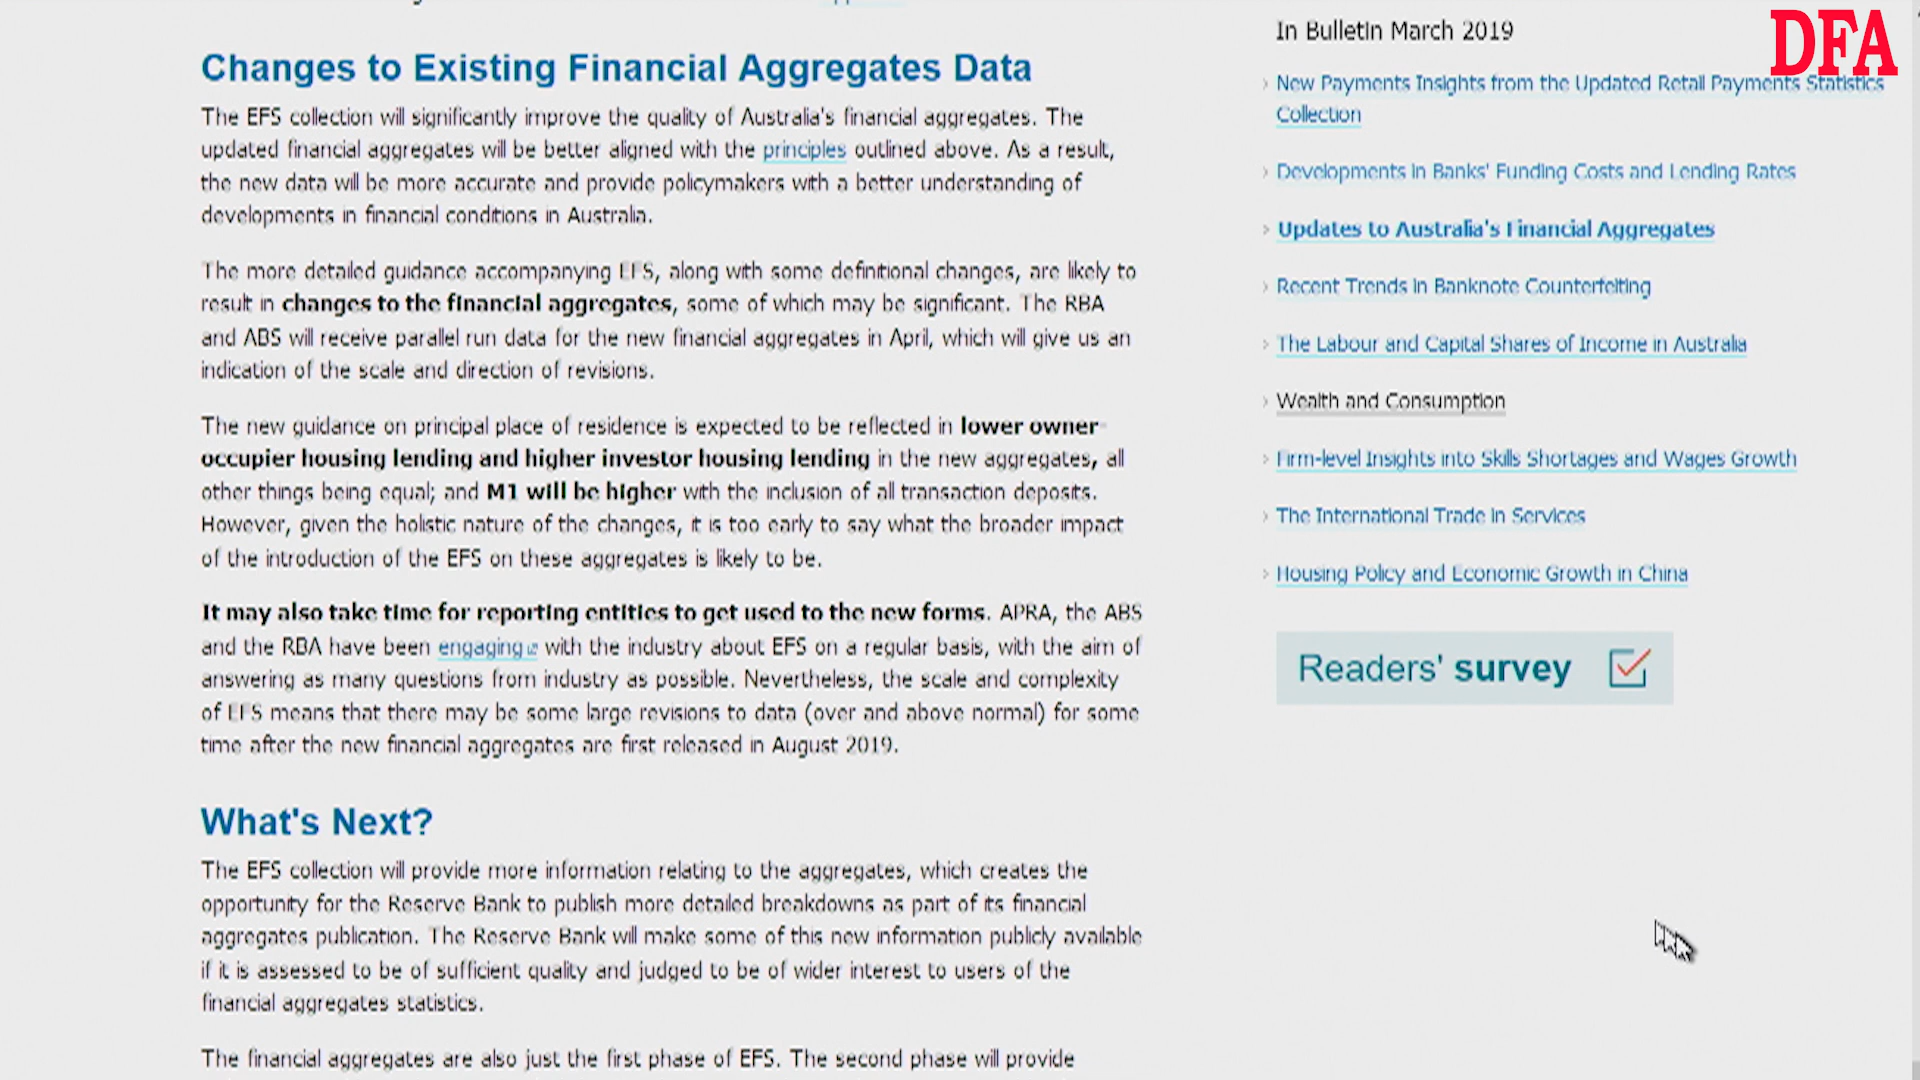 Changes to Existing Financial Aggregates Data
The EFS collection will significantly improve the quality of Australia's financial aggregates. The
updated financial aggregates will be better aligned with the principles outlined above. As a result,
the new data will be more accurate and provide policymakers with a better understanding of
developments in financial conditions in Australia.
The more detailed guidance accompanying EFS, along with some definitional changes, are likely to
result in changes to the financial aggregates, some of which may be significant. The RBA
and ABS will receive parallel run data for the new financial aggregates in April, which will give us an
indication of the scale and direction of revisions.
The new guidance on principal place of residence is expected to be reflected in lower owner-
occupier housing lending and higher investor housing lending in the new aggregates, all
other things being equal; and M1 will be higher with the inclusion of all transaction deposits.
However, given the holistic nature of the changes, it is too early to say what the broader impact
of the introduction of the EFS on these aggregates is likely to be.
It may also take time for reporting entities to get used to the new forms. APRA, the ABS
and the RBA have been engaging with the industry about EFS on a regular basis, with the aim of
answering as many questions from industry as possible. Nevertheless, the scale and complexity
of EFS means that there may be some large revisions to data (over and above normal) for some
time after the new financial aggregates are first released in August 2019.
What's Next?
The EFS collection will provide more information relating to the aggregates, which creates the
opportunity for the Reserve Bank to publish more detailed breakdowns as part of its financial
aggregates publication. The Reserve Bank will make some of this new information publicly available
if it is assessed to be of sufficient quality and judged to be of wider interest to users of the
financial aggregates statistics.
The financial aggregates are also just the first phase of EFS. The second phase will provide
DFA
In Bulletin March 2019
New Payments Insights from the Updated Retail Payments Statistics
Collection
Developments in Banks' Funding Costs and Lending Rates
Updates to Australia's Financial Aggregates
Recent Trends in Banknote Counterfeiting
The Labour and Capital Shares of Income in Australia
Wealth and Consumption
Firm-level Insights into Skills Shortages and Wages Growth
The International Trade in Services
Housing Policy and Economic Growth in China
Readers' survey